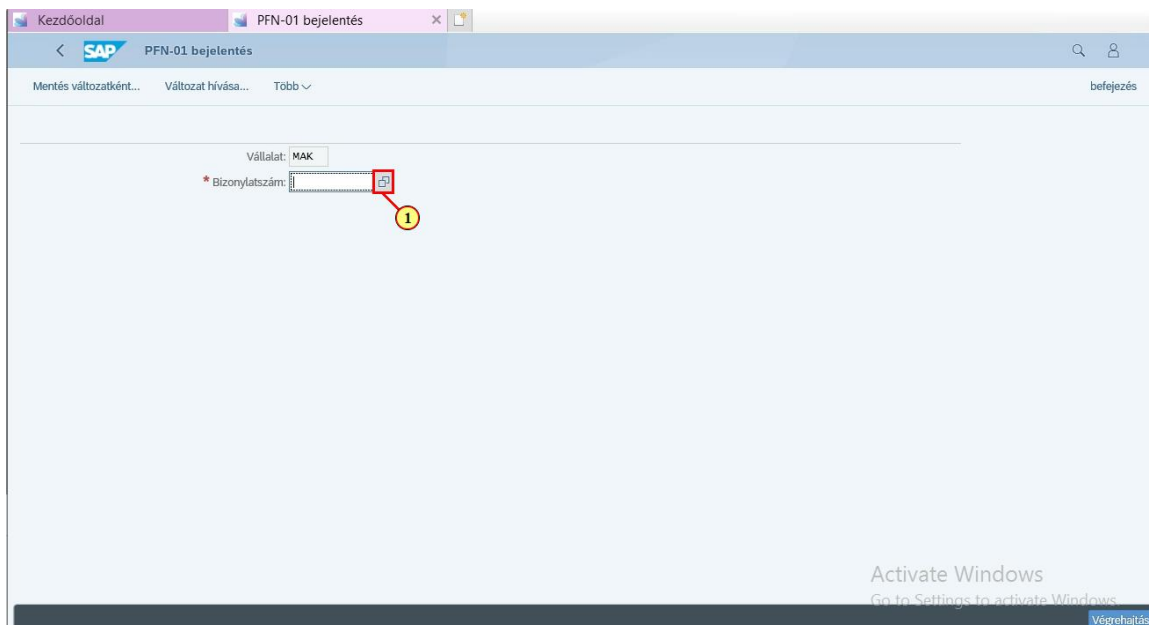 Kezdőoldal PFN-01 bejelentés
SAP PFN-01 bejelentés
Mentés változatként... Változat hívása... Több befejezés
Vállalat: MAK
* Bizonylatszám:
1
Activate Windows
Go to Settings to activate Windows.
Végrehajtás